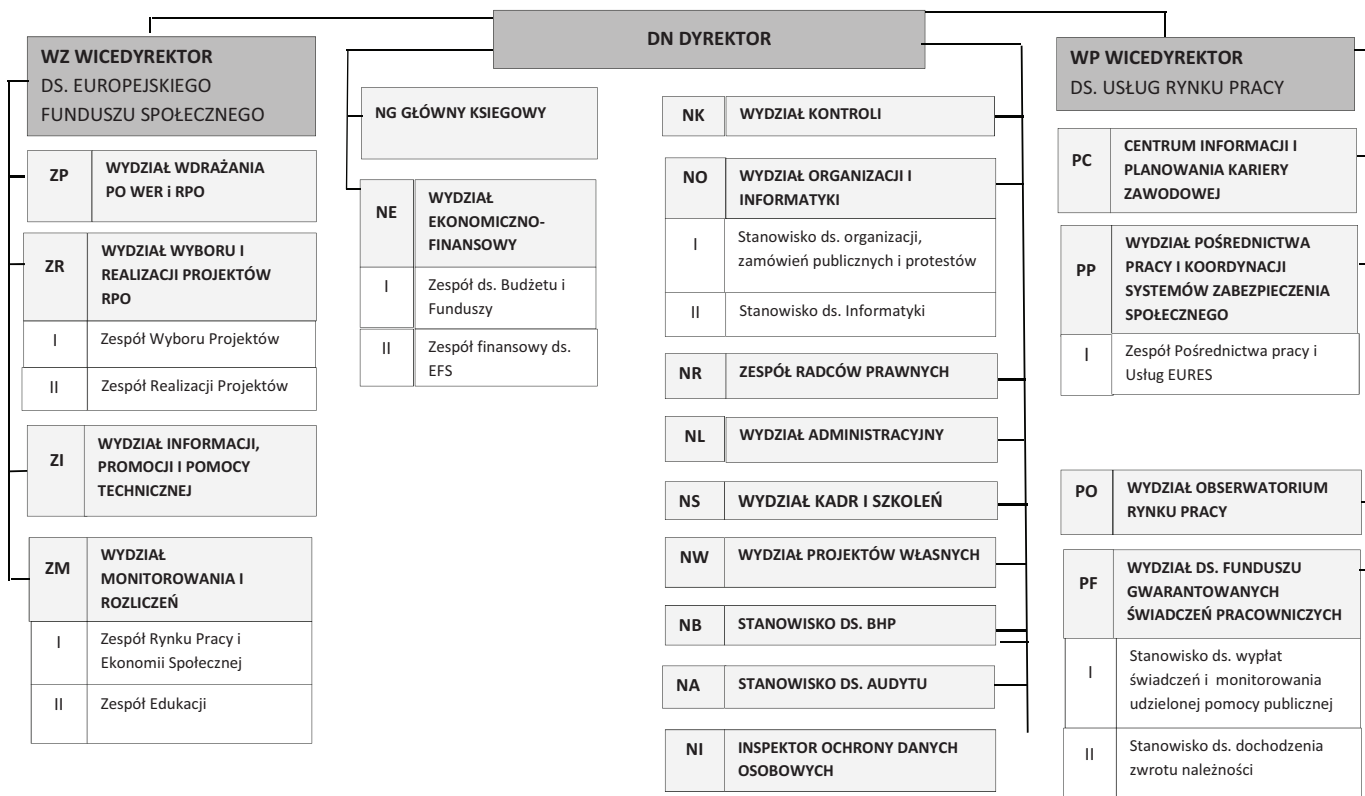 DN DYREKTOR
WZ WICEDYREKTOR
DS. EUROPEJSKIEGO
FUNDUSZU SPOŁECZNEGO
ZP
WYDZIAŁ WDRAŻANIA
PO WER i RPO
ZR
WYDZIAŁ WYBORU I
REALIZACJI PROJEKTÓW
RPO
I
Zespół Wyboru Projektów
II
Zespół Realizacji Projektów
ZI
WYDZIAŁ INFORMACJI,
PROMOCJI I POMOCY
TECHNICZNEJ
ZM
WYDZIAŁ
MONITOROWANIA I
ROZLICZEŃ
I
Zespół Rynku Pracy i
Ekonomii Społecznej
II
Zespół Edukacji
NG GŁÓWNY KSIEGOWY
NE
WYDZIAŁ
EKONOMICZNO-
FINANSOWY
I
Zespół ds. Budżetu i
Funduszy
II
Zespół finansowy ds.
EFS
NK
WYDZIAŁ KONTROLI
NO
WYDZIAŁ ORGANIZACJI I
INFORMATYKI
I
Stanowisko ds. organizacji,
zamówień publicznych i protestów
II
Stanowisko ds. Informatyki
NR
ZESPÓŁ RADCÓW PRAWNYCH
NL
WYDZIAŁ ADMINISTRACYJNY
NS
WYDZIAŁ KADR I SZKOLEŃ
NW
WYDZIAŁ PROJEKTÓW WŁASNYCH
NB
STANOWISKO DS. BHP
NA
STANOWISKO DS. AUDYTU
NI
INSPEKTOR OCHRONY DANYCH
OSOBOWYCH
WP WICEDYREKTOR
DS. USŁUG RYNKU PRACY
PC
CENTRUM INFORMACJI I
PLANOWANIA KARIERY
ZAWODOWEJ
PP
WYDZIAŁ POŚREDNICTWA
PRACY I KOORDYNACJI
SYSTEMÓW ZABEZPIECZENIA
SPOŁECZNEGO
I
Zespół Pośrednictwa pracy i
Usług EURES
PO
WYDZIAŁ OBSERWATORIUM
RYNKU PRACY
PF
WYDZIAŁ DS. FUNDUSZU
GWARANTOWANYCH
ŚWIADCZEŃ PRACOWNICZYCH
I
Stanowisko ds. wypłat
świadczeń i monitorowania
udzielonej pomocy publicznej
II
Stanowisko ds. dochodzenia
zwrotu należności